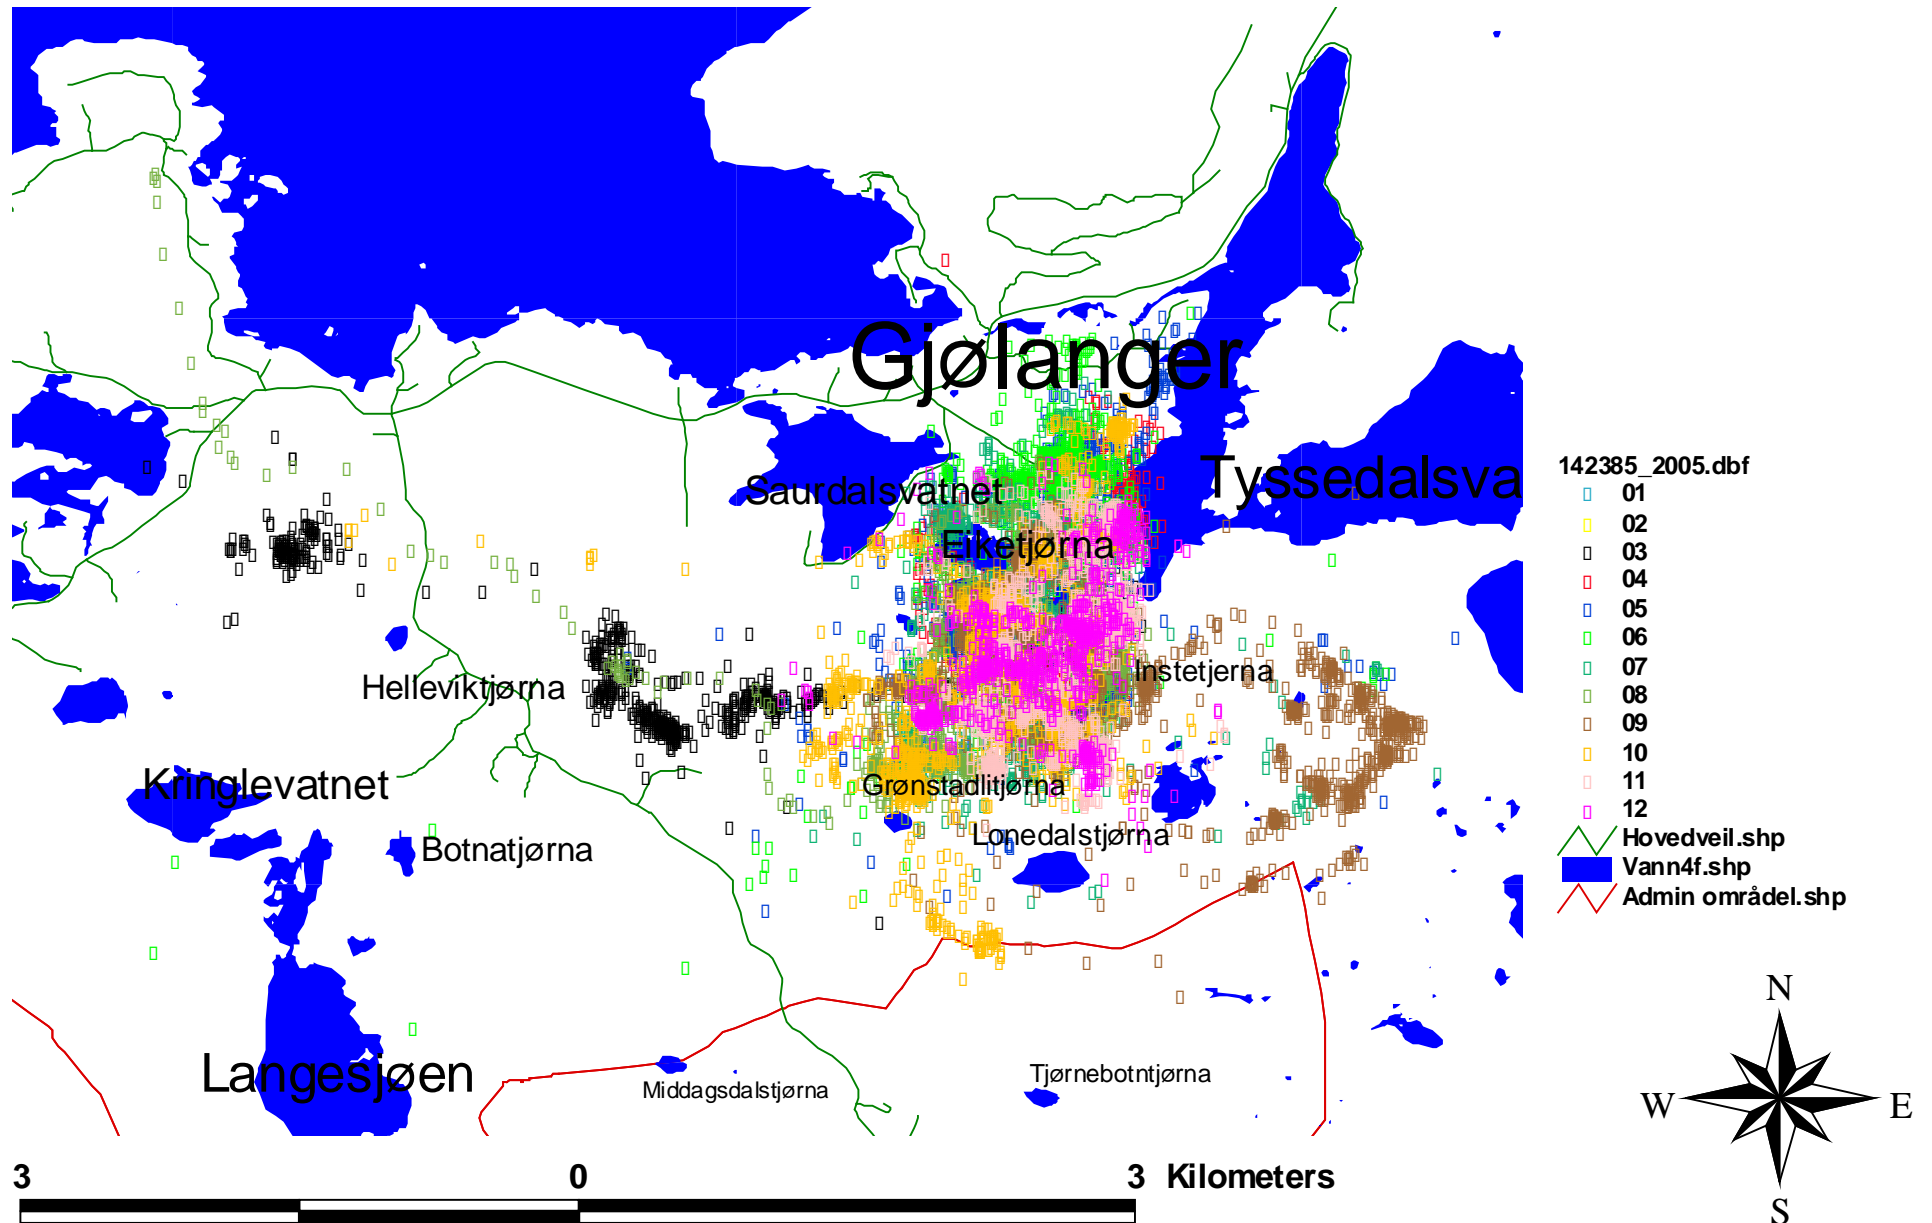 Gjølanger
Tyssedalsva
Saurdalsvatnet
Eiketjørna
Instetjerna
Helleviktjørna
Kringlevatnet
Grønstadlitjørna
Lonedalstjørna
Botnatjørna
Langesjøen
Middagsdalstjørna
Tjørnebotntjørna
142385_2005.dbf
01
02
03
04
05
06
07
08
09
10
11
12
Hovedveil.shp
Vann4f.shp
Admin områdel.shp
N
W E
S
3 0 3 Kilometers